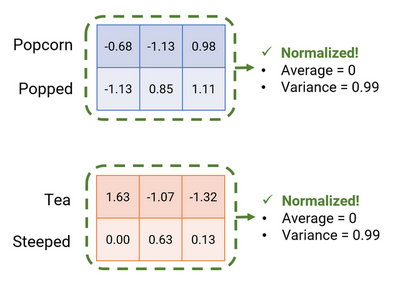 Popcorn -0.68 -1.13 0.98
Popped -1.13 0.85 1.11
✓ Normalized!
• Average = 0
• Variance = 0.99
Tea 1.63 -1.07 -1.32
Steeped 0.00 0.63 0.13
✓ Normalized!
• Average = 0
• Variance = 0.99